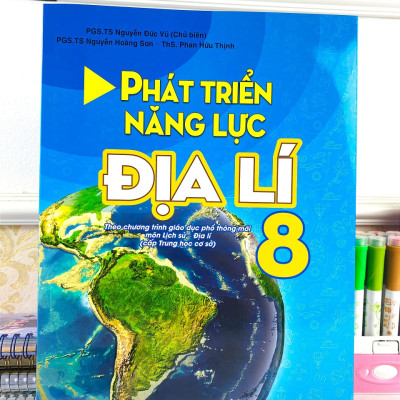 PGS.TS Nguyễn Đức Vũ (Chủ biên)
PGS.TS Nguyễn Hoàng Sơn - ThS. Phan Hữu Thịnh
PHÁT TRIỂN
NĂNG LỰC
ĐỊA LÍ
8
Theo chương trình giáo dục phổ thông mới
môn Lịch sử - Địa lí
(cấp Trung học cơ sở)